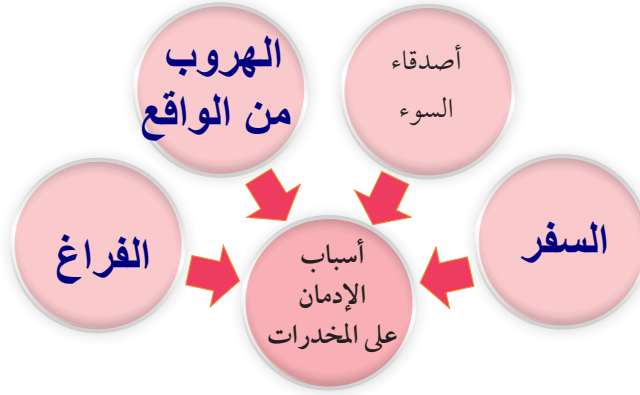 أصدقاء
السوء
الهروب
من الواقع
السفر
الفراغ
أسباب
الإدمان
على المخدرات